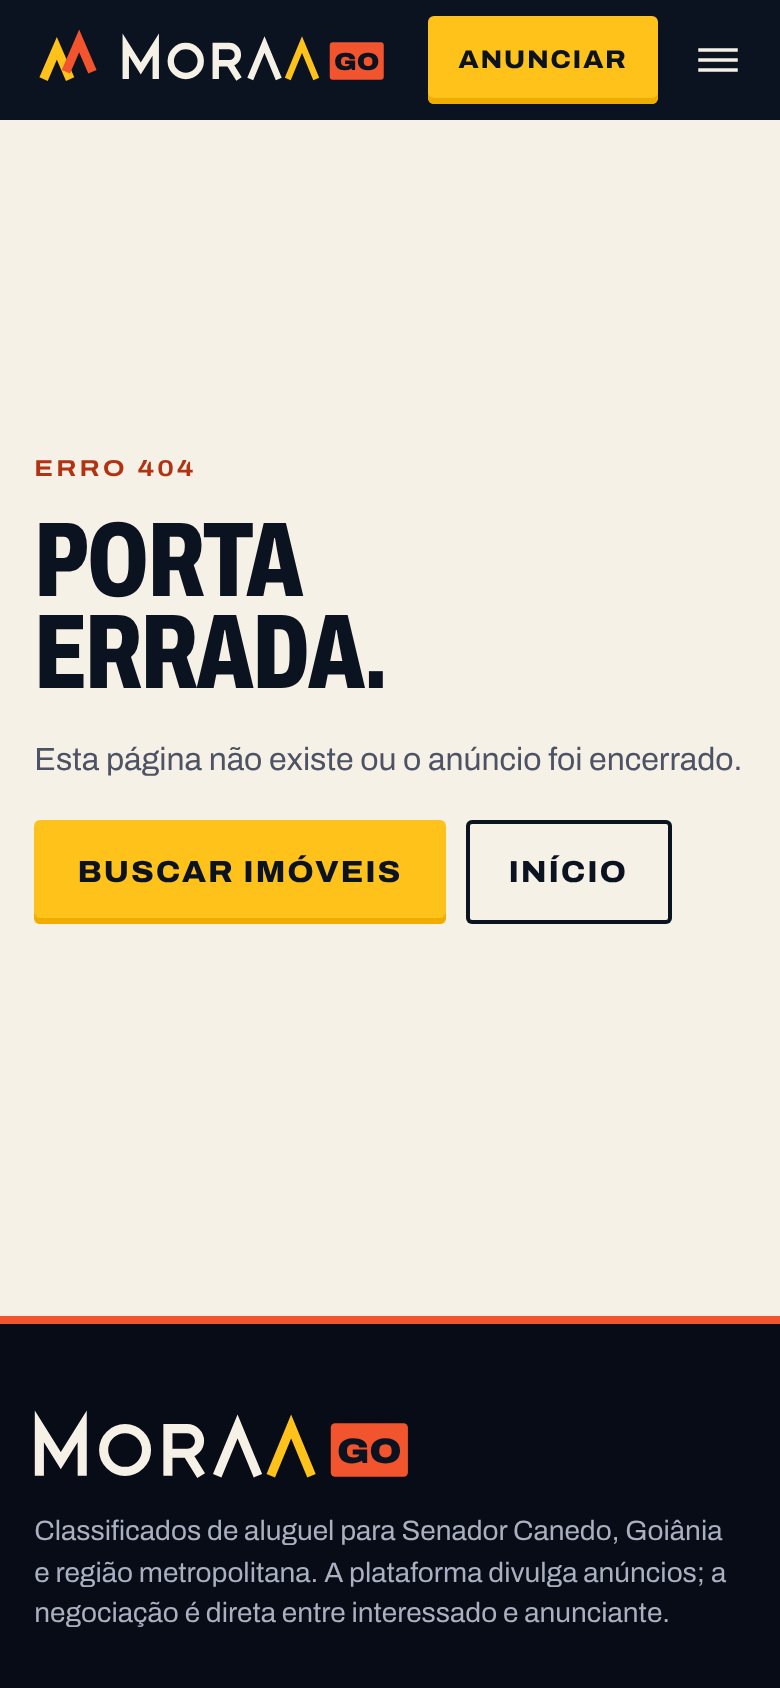 MORAA GO
ANUNCIAR
ERRO 404
PORTA
ERRADA.
Esta página não existe ou o anúncio foi encerrado.
BUSCAR IMÓVEIS
INÍCIO
MORAA GO
Classificados de aluguel para Senador Canedo, Goiânia
e região metropolitana. A plataforma divulga anúncios; a
negociação é direta entre interessado e anunciante.